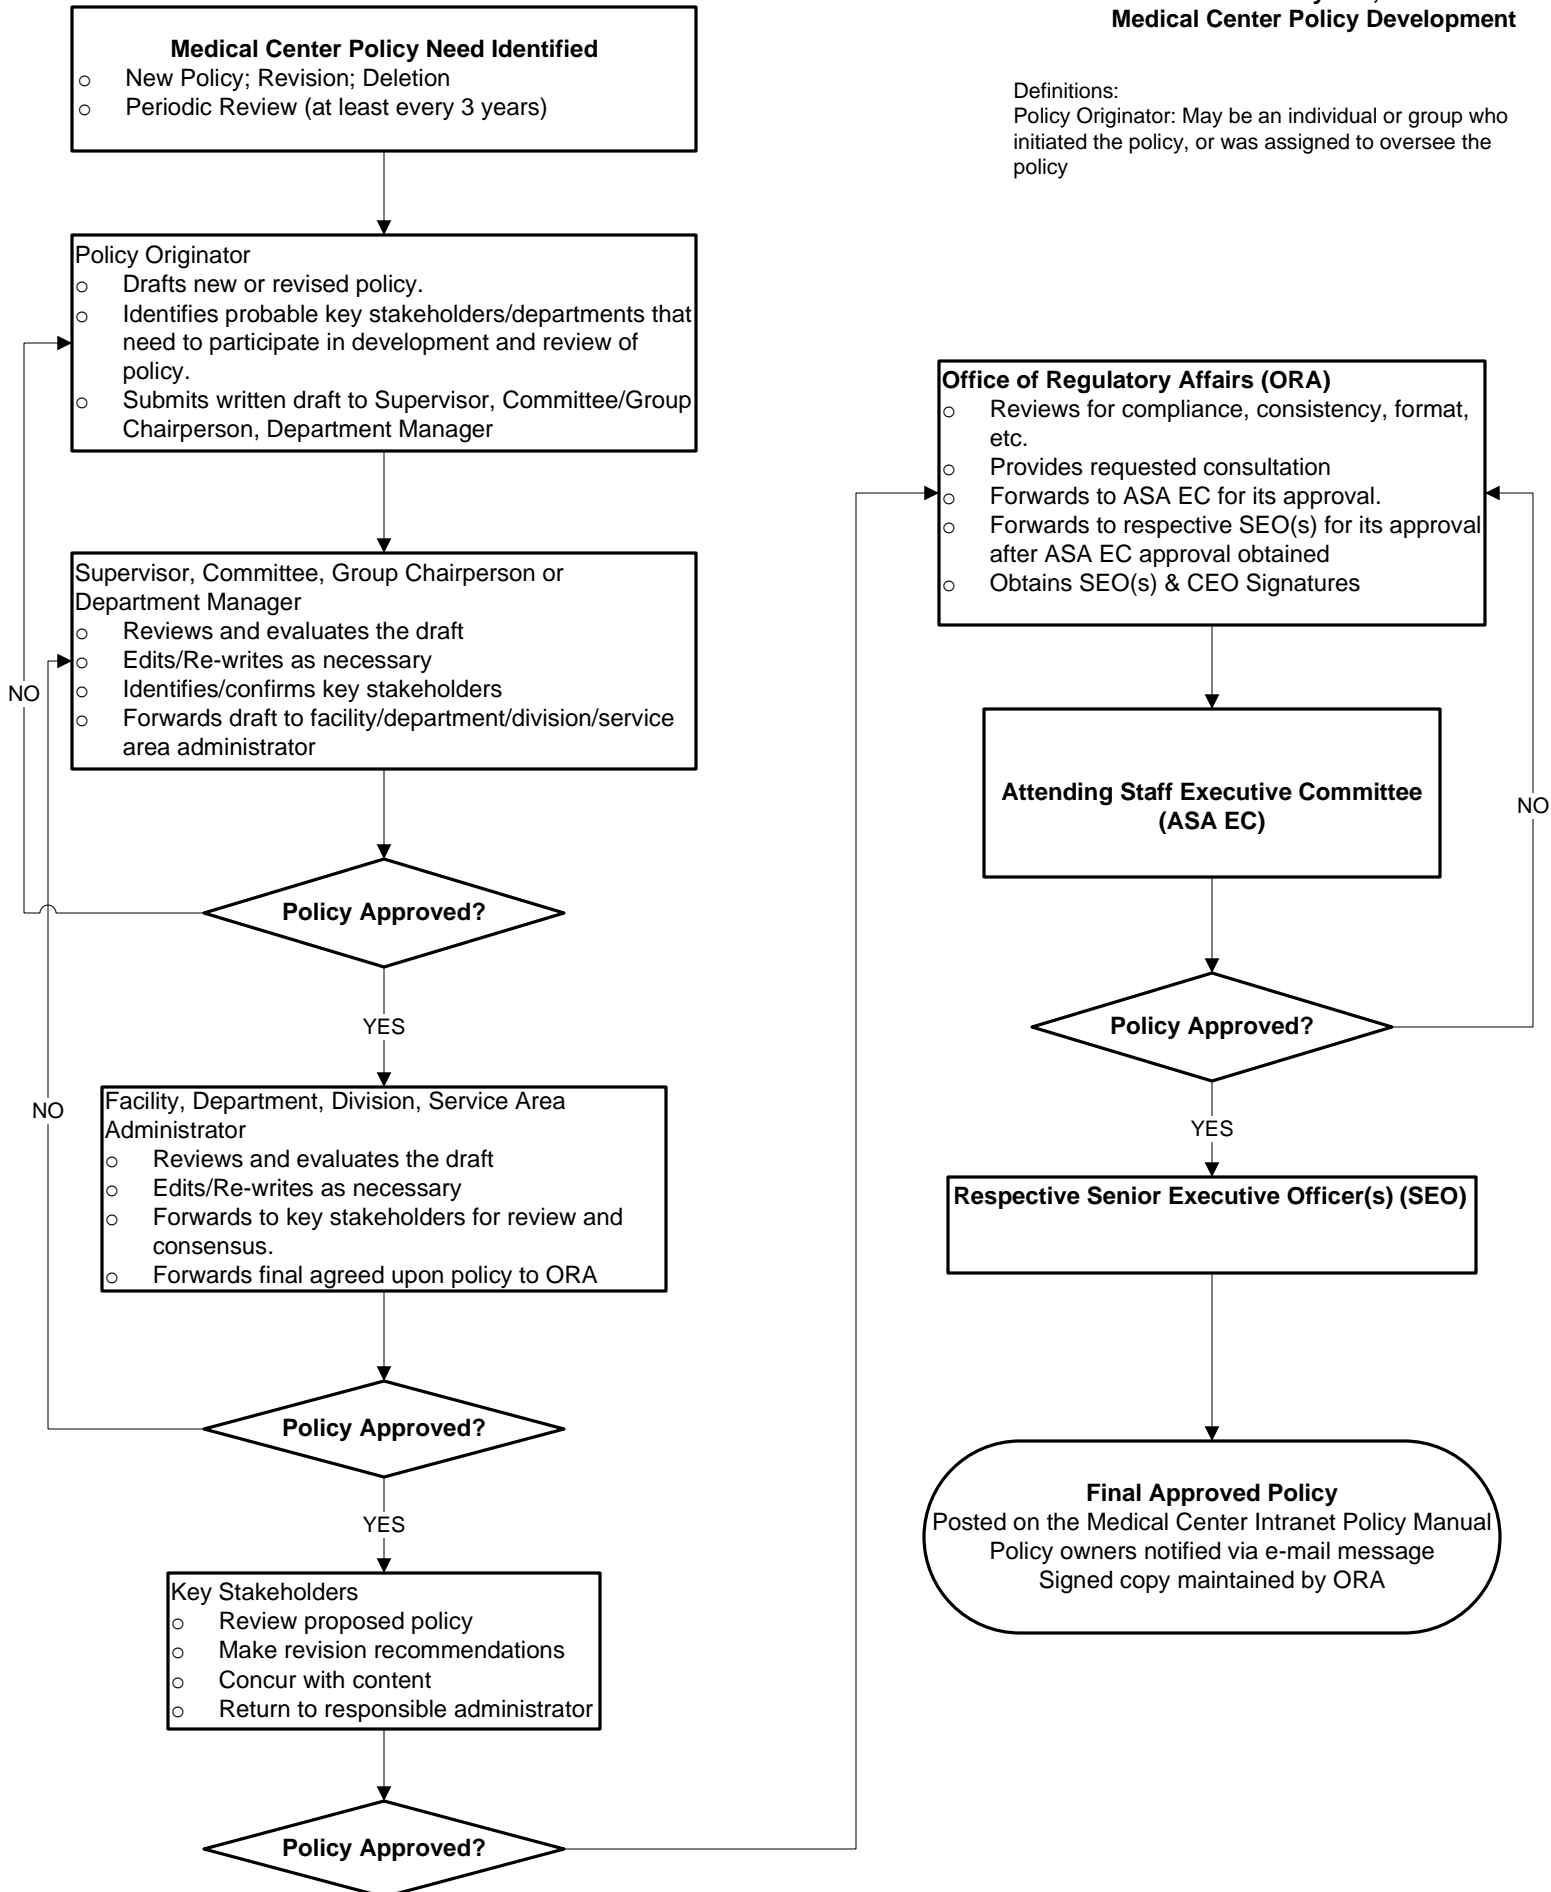 Medical Center Policy Development
Definitions:
Policy Originator: May be an individual or group who
initiated the policy, or was assigned to oversee the
policy
Medical Center Policy Need Identified
o New Policy; Revision; Deletion
o Periodic Review (at least every 3 years)
Policy Originator
o Drafts new or revised policy.
o Identifies probable key stakeholders/departments that
need to participate in development and review of
policy.
o Submits written draft to Supervisor, Committee/Group
Chairperson, Department Manager
Supervisor, Committee, Group Chairperson or
Department Manager
o Reviews and evaluates the draft
o Edits/Re-writes as necessary
o Identifies/confirms key stakeholders
o Forwards draft to facility/department/division/service
area administrator
NO
Policy Approved?
YES
NO
Facility, Department, Division, Service Area
Administrator
o Reviews and evaluates the draft
o Edits/Re-writes as necessary
o Forwards to key stakeholders for review and
consensus.
o Forwards final agreed upon policy to ORA
Policy Approved?
YES
Key Stakeholders
o Review proposed policy
o Make revision recommendations
o Concur with content
o Return to responsible administrator
Policy Approved?
Office of Regulatory Affairs (ORA)
o Reviews for compliance, consistency, format,
etc.
o Provides requested consultation
o Forwards to ASA EC for its approval.
o Forwards to respective SEO(s) for its approval
after ASA EC approval obtained
o Obtains SEO(s) & CEO Signatures
Attending Staff Executive Committee
(ASA EC)
NO
Policy Approved?
YES
Respective Senior Executive Officer(s) (SEO)
Final Approved Policy
Posted on the Medical Center Intranet Policy Manual
Policy owners notified via e-mail message
Signed copy maintained by ORA